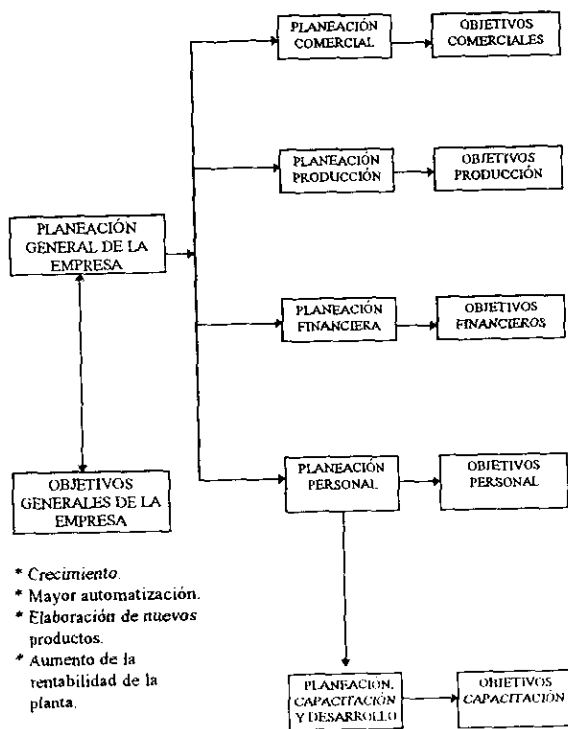 PLANEACIÓN
COMERCIAL
OBJETIVOS
COMERCIALES
PLANEACIÓN
PRODUCCIÓN
OBJETIVOS
PRODUCCIÓN
PLANEACIÓN
GENERAL DE LA
EMPRESA
PLANEACIÓN
FINANCIERA
OBJETIVOS
FINANCIEROS
OBJETIVOS
GENERALES DE LA
EMPRESA
PLANEACIÓN
PERSONAL
OBJETIVOS
PERSONAL
* Crecimiento.
* Mayor automatización.
* Elaboración de nuevos
productos.
* Aumento de la
rentabilidad de la
planta.
PLANEACIÓN,
CAPACITACIÓN
Y DESARROLLO
OBJETIVOS
CAPACITACIÓN